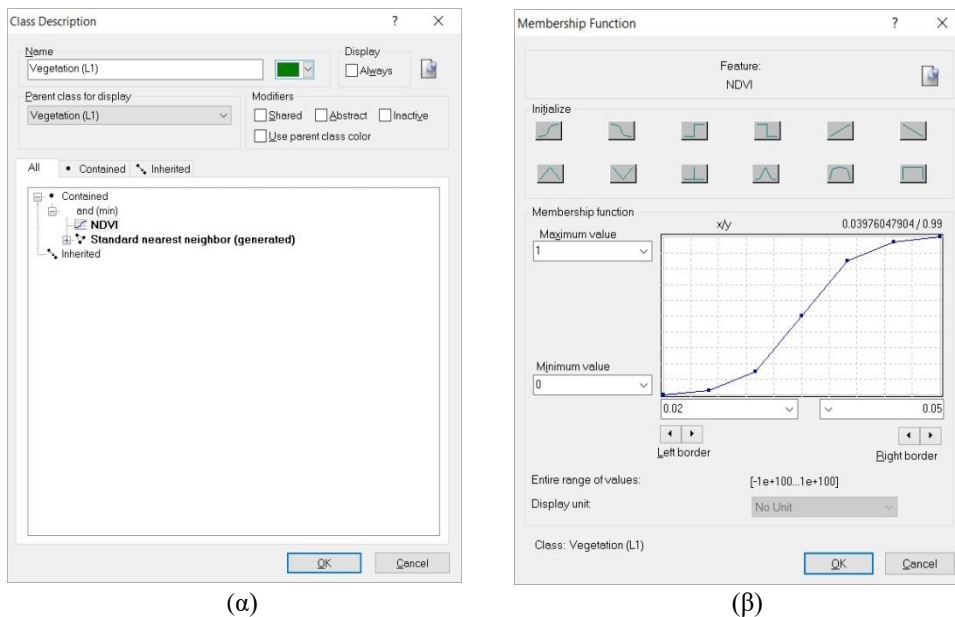 Class Description ? ×
Name
Vegetation (L1)
Display
Always
Parent class for display
Vegetation (L1)
Modifiers
Shared Abstract Inactive
Use parent class color
All • Contained Inherited
• Contained
and (min)
NDVI
Standard nearest neighbor (generated)
Inherited
OK Cancel
(α)
Membership Function ? ×
Feature:
NDVI
Initialize
Membership function
x/y 0.03976047904 / 0.99
Maximum value
1
Minimum value
0
0.02 0.05
Left border
Right border
Entire range of values: [-1e+100...1e+100]
Display unit: No Unit
Class: Vegetation (L1)
OK Cancel
(β)